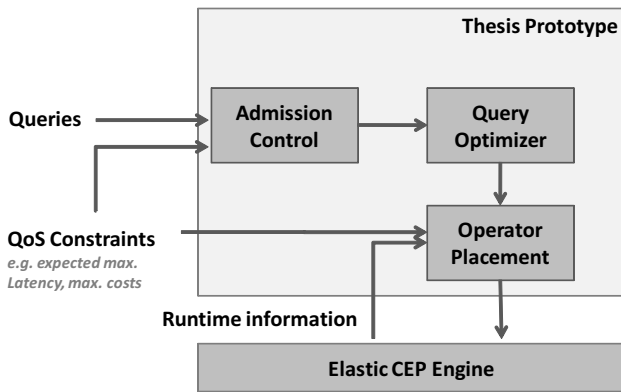 Thesis Prototype
Queries
Admission
Control
Query
Optimizer
QoS Constraints
e.g. expected max.
Latency, max. costs
Operator
Placement
Runtime information
Elastic CEP Engine